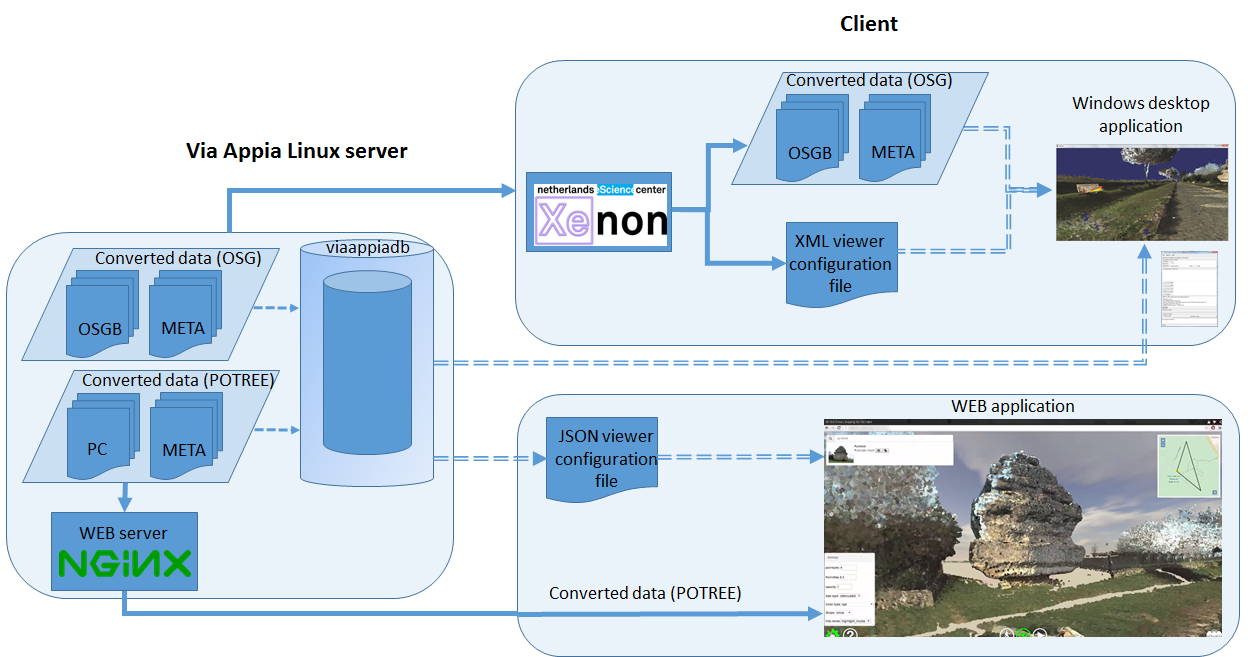 Client
Via Appia Linux server
Converted data (OSG)
OSGB
META
Windows desktop
application
netherlands eScience center
Xenon
XML viewer
configuration
file
viaappiadb
Converted data (OSG)
OSGB
META
Converted data (POTREE)
PC
META
WEB server
NGiNX
WEB application
JSON viewer
configuration
file
Converted data (POTREE)